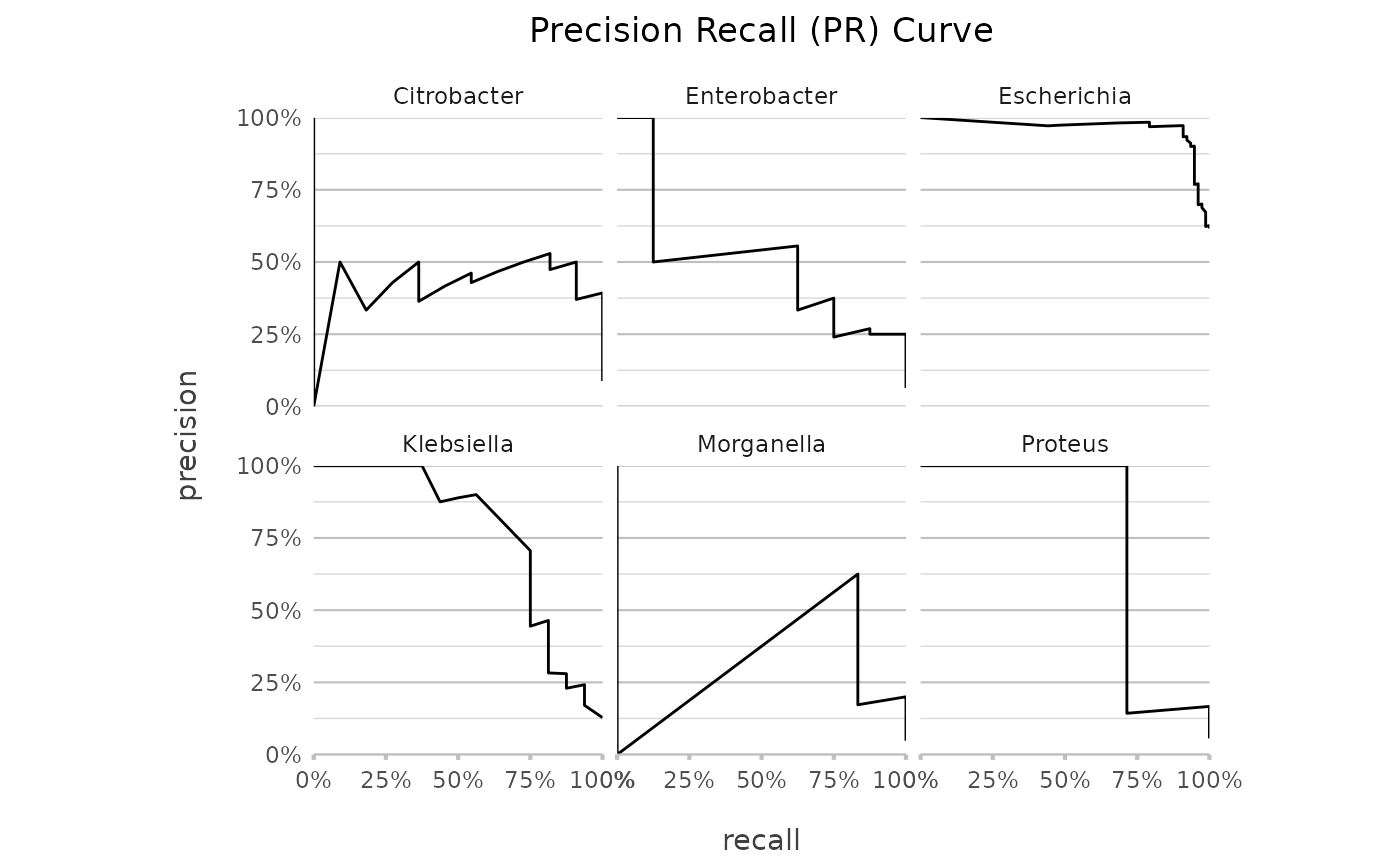 Precision Recall (PR) Curve
Citrobacter Enterobacter Escherichia
100%
75%
50%
25%
0%
precision
Klebsiella Morganella Proteus
100%
75%
50%
25%
0%
0% 25% 50% 75% 100% 0% 25% 50% 75% 100% 0% 25% 50% 75% 100%
recall